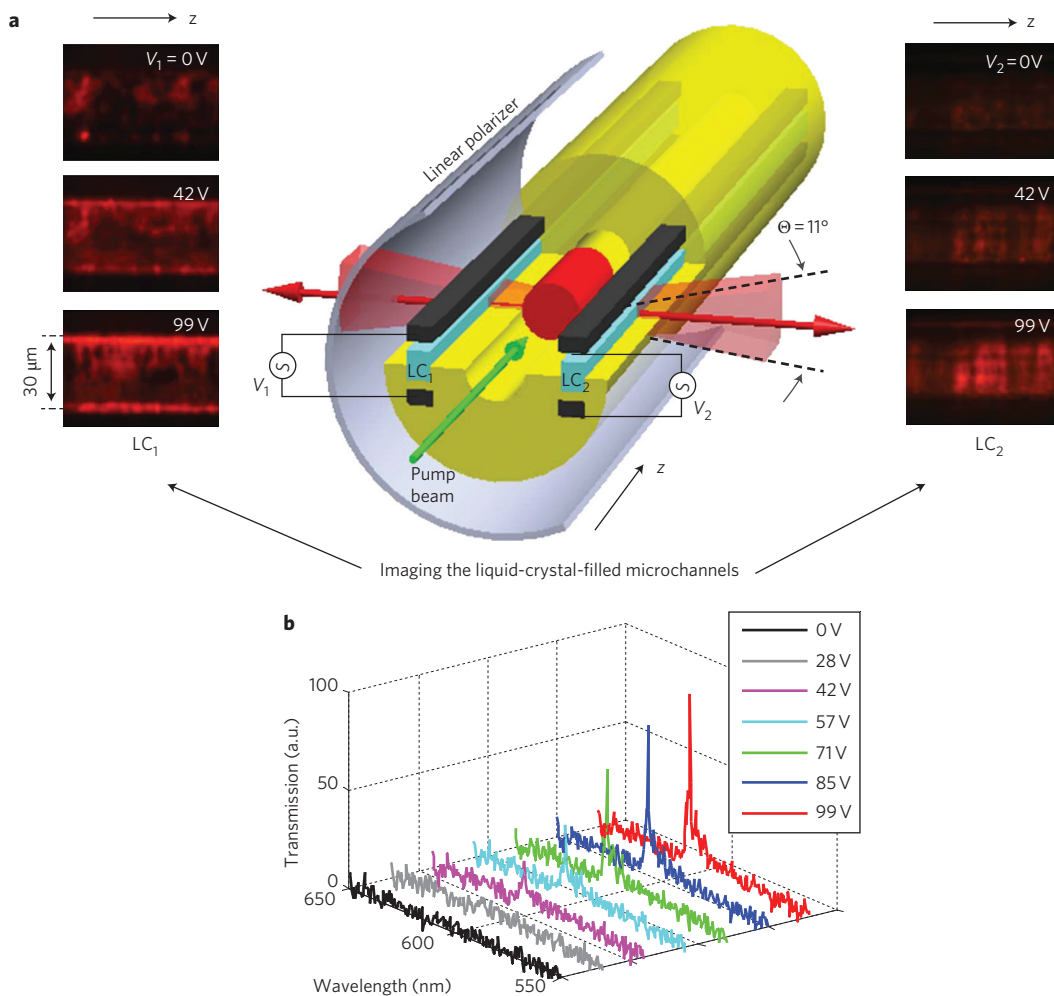 a
z
V1 = 0 V
42 V
99 V
30 μm
LC1
Linear polarizer
Θ = 11°
S
V1
LC1
LC2
S
V2
Pump
beam
z
z
V2 = 0V
42 V
99 V
LC2
Imaging the liquid-crystal-filled microchannels
b
Transmission (a.u.)
100
50
0
650
600
550
Wavelength (nm)
0 V
28 V
42 V
57 V
71 V
85 V
99 V